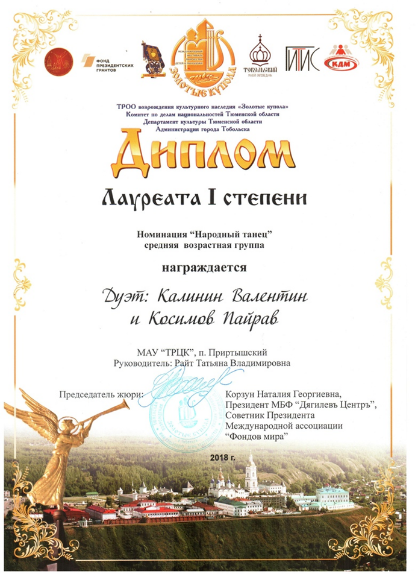 ФОНД
ПРЕЗИДЕНТСКИХ
ГРАНТОВ
ЗОЛОТЫЕ КУПОЛА
ТОБОЛЬСКИЙ
ГИТИС
КДМ
ТРОО возрождения культурного наследия «Золотые купола»
Комитет по делам национальностей Тюменской области
Департамент культуры Тюменской области
Администрация города Тобольска
Диплом
Лауреата I степени
Номинация “Народный танец”
средняя возрастная группа
награждается
Дуэт: Калинин Валентин
и Косимов Пайрав
МАУ “ТРЦК”, п. Приртышский
Руководитель: Райт Татьяна Владимировна
Председатель жюри:
Корзун Наталия Георгиевна,
Президент МБФ “Дягилевъ Центръ”,
Советник Президента
Международной ассоциации
“Фондов мира”
2018 г.